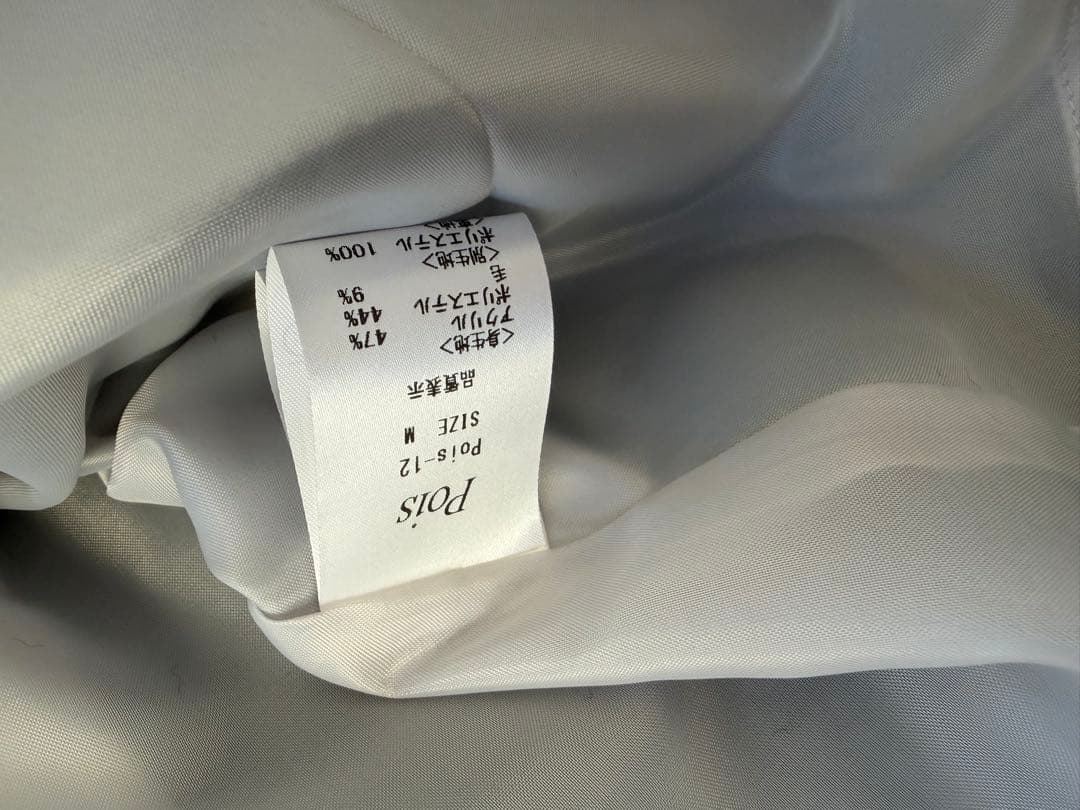 Pois
Pois-12
SIZE M
品質表示
<身生地>
アクリル 47%
ポリエステル 44%
毛 9%
<別生地>
ポリエステル 100%